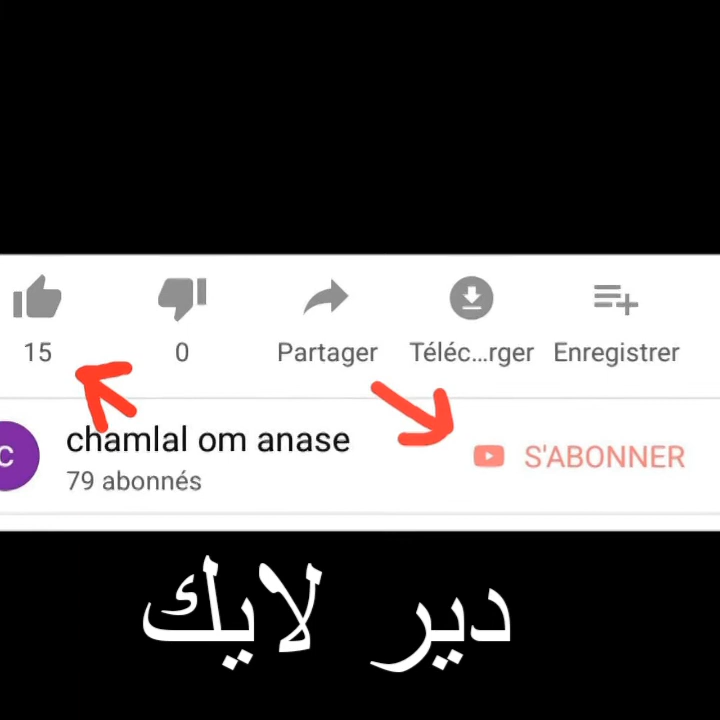 15 0 Partager Téléc...rger Enregistrer
C chamlal om anase
79 abonnés
S'ABONNER
دير لايك